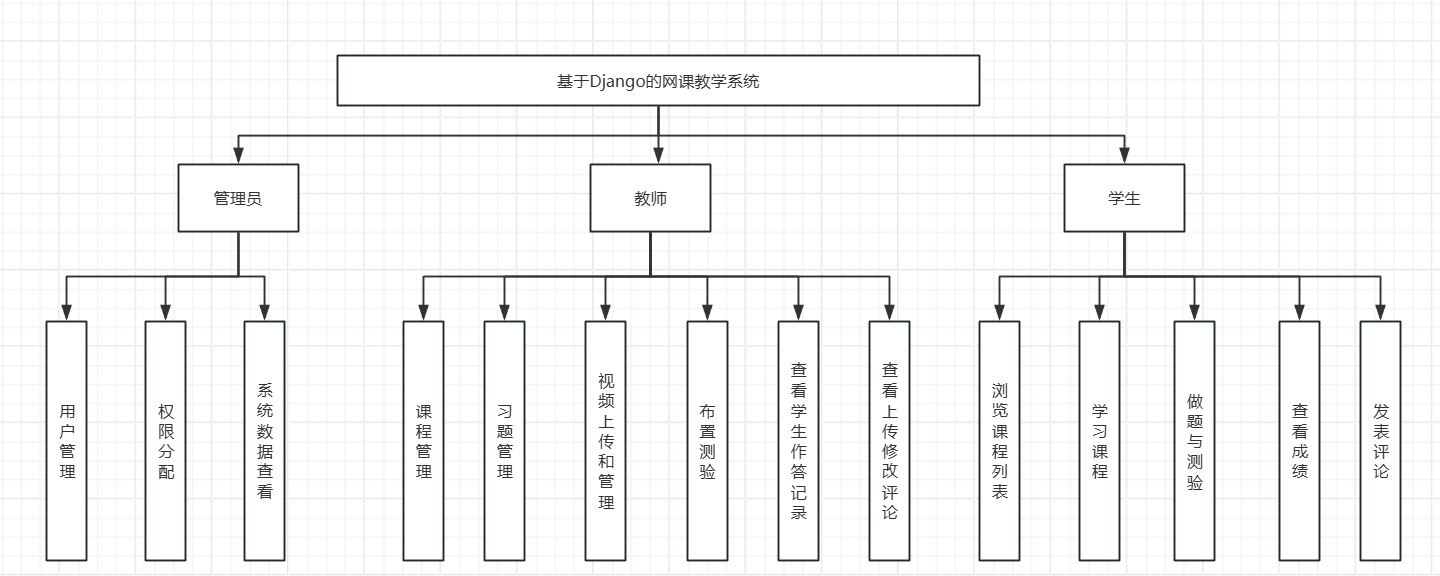 基于Django的网课教学系统
管理员
教师
学生
用户管理
权限分配
系统数据查看
课程管理
习题管理
视频上传和管理
布置测验
查看学生作答记录
查看上传修改评论
浏览课程列表
学习课程
做题与测验
查看成绩
发表评论